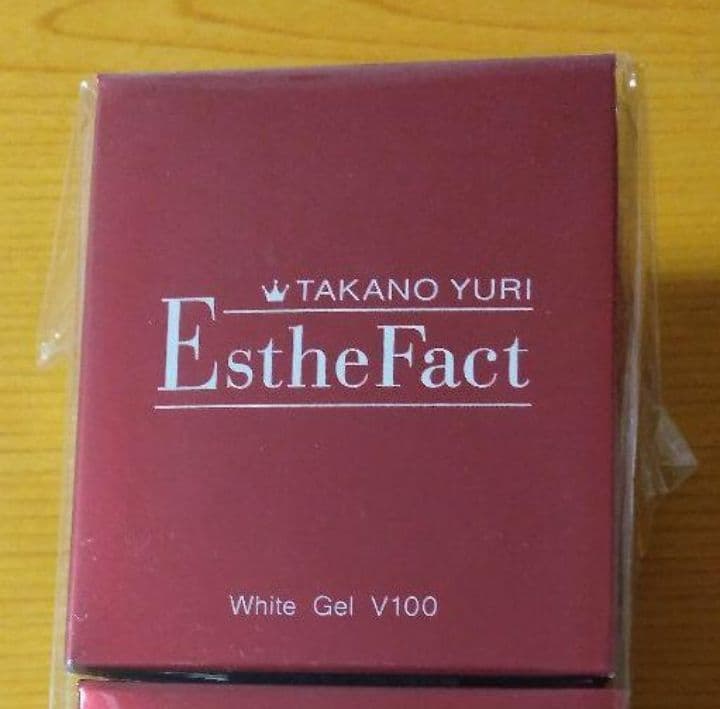 TAKANO YURI
EstheFact
White Gel V100